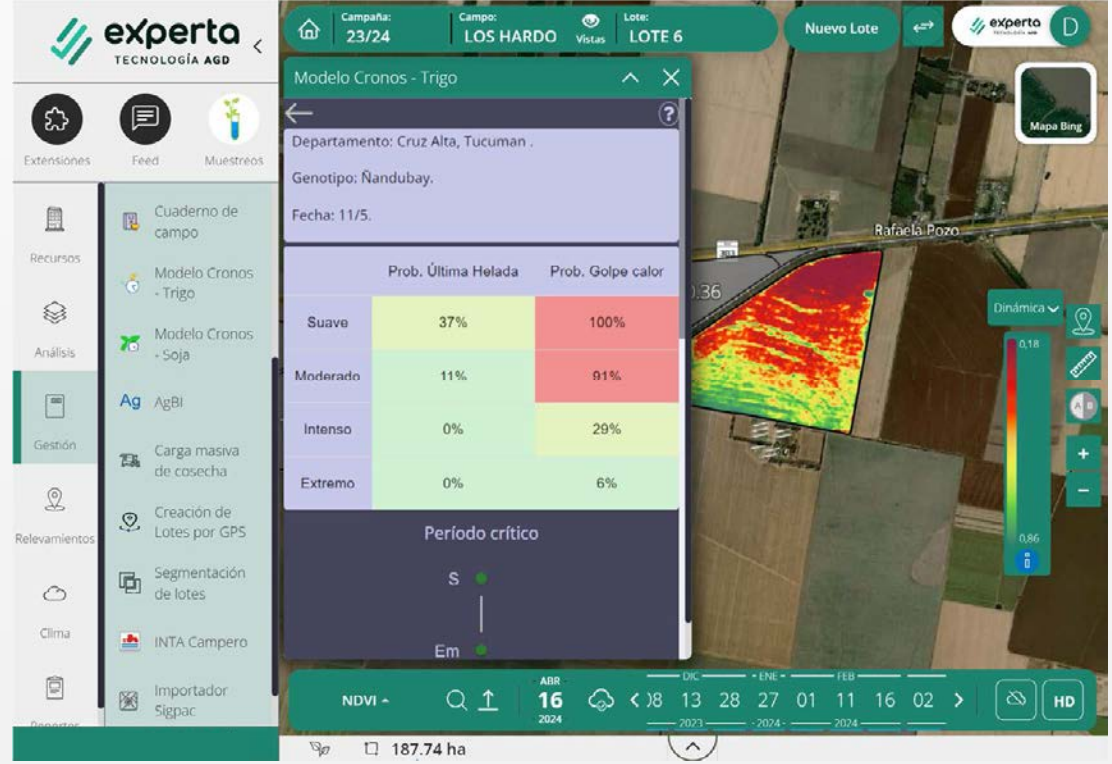 experta
TECNOLOGÍA AGD
Extensiones
Feed
Muestreos
Recursos
Análisis
Gestión
Relevamientos
Clima
Reportes
Cuaderno de
campo
Modelo Cronos
- Trigo
Modelo Cronos
- Soja
Ag AgBI
Carga masiva
de cosecha
Creación de
Lotes por GPS
Segmentación
de lotes
INTA Campero
Importador
Sigpac
Campaña:
23/24
Campo:
LOS HARDO
Vistas
Lote:
LOTE 6
Nuevo Lote
experta
D
Mapa Bing
Modelo Cronos - Trigo
?
Departamento: Cruz Alta, Tucuman .
Genotipo: Ñandubay.
Fecha: 11/5.
Prob. Última Helada Prob. Golpe calor
Suave 37% 100%
Moderado 11% 91%
Intenso 0% 29%
Extremo 0% 6%
Período crítico
S
Em
Rafaela Pozo
Dinámica
0,18
0,86
A B
+
−
NDVI
ABR
16
2024
DIC ENE FEB
13 28 27 01 11 16 02
2023 2024 2024
HD
187.74 ha